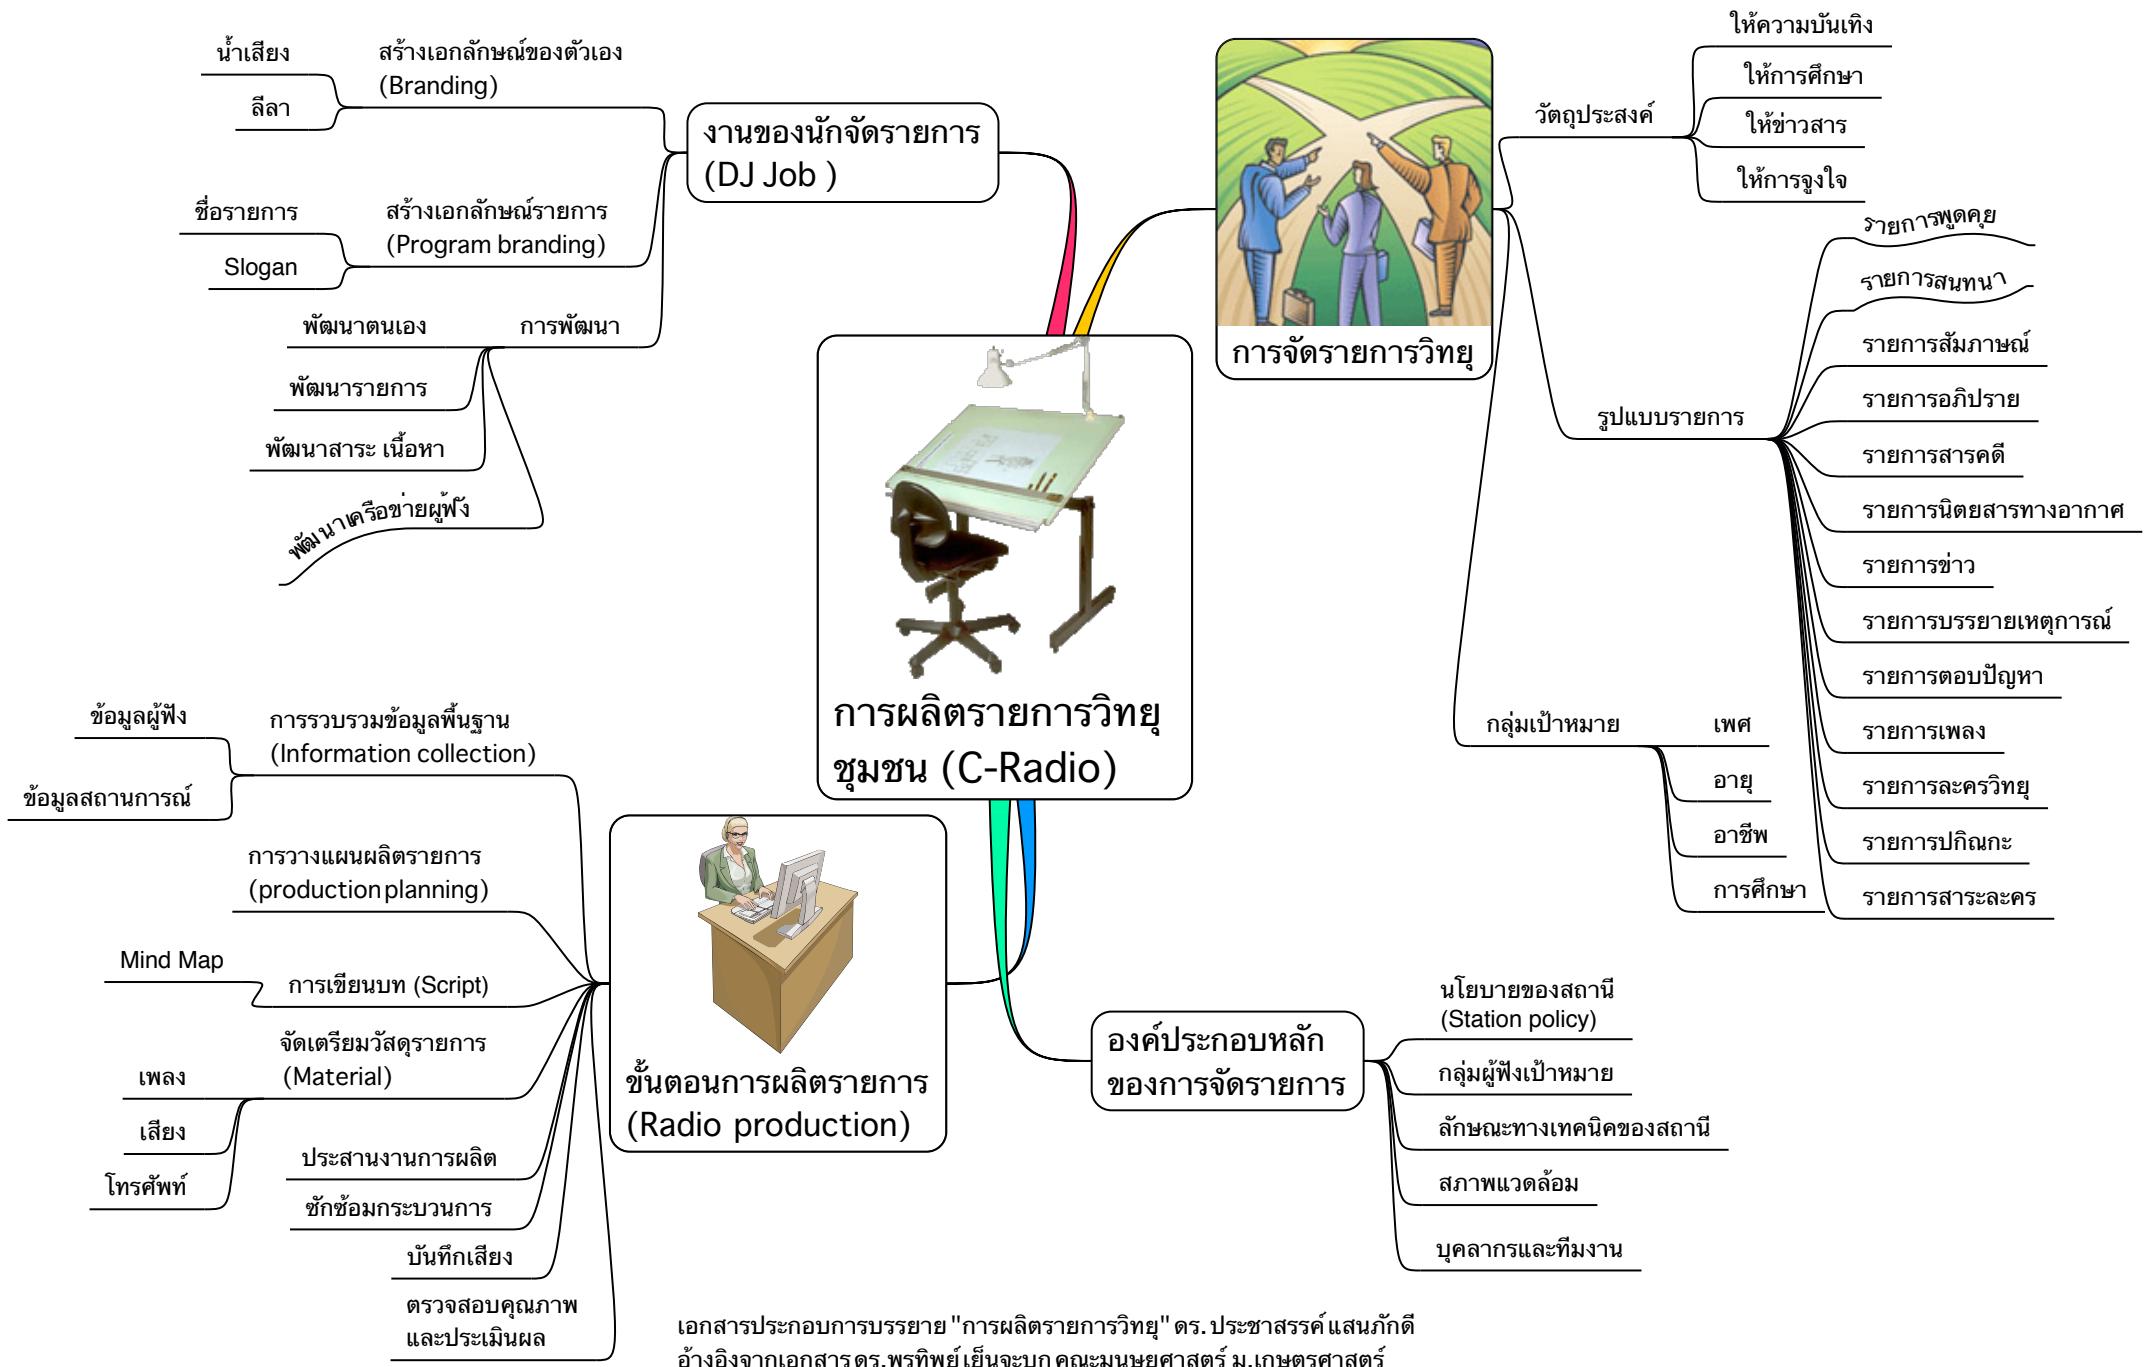 การผลิตรายการวิทยุ
ชุมชน (C-Radio)
งานของนักจัดรายการ
(DJ Job )
สร้างเอกลักษณ์ของตัวเอง
(Branding)
น้ำเสียง
ลีลา
สร้างเอกลักษณ์รายการ
(Program branding)
ชื่อรายการ
Slogan
การพัฒนา
พัฒนาตนเอง
พัฒนารายการ
พัฒนาสาระ เนื้อหา
พัฒนาเครือข่ายผู้ฟัง
การจัดรายการวิทยุ
วัตถุประสงค์
ให้ความบันเทิง
ให้การศึกษา
ให้ข่าวสาร
ให้การจูงใจ
รูปแบบรายการ
รายการพูดคุย
รายการสนทนา
รายการสัมภาษณ์
รายการอภิปราย
รายการสารคดี
รายการนิตยสารทางอากาศ
รายการข่าว
รายการบรรยายเหตุการณ์
รายการตอบปัญหา
รายการเพลง
รายการละครวิทยุ
รายการปกิณกะ
รายการสาระละคร
กลุ่มเป้าหมาย
เพศ
อายุ
อาชีพ
การศึกษา
ขั้นตอนการผลิตรายการ
(Radio production)
การรวบรวมข้อมูลพื้นฐาน
(Information collection)
ข้อมูลผู้ฟัง
ข้อมูลสถานการณ์
การวางแผนผลิตรายการ
(production planning)
การเขียนบท (Script)
Mind Map
จัดเตรียมวัสดุรายการ
(Material)
เพลง
เสียง
โทรศัพท์
ประสานงานการผลิต
ซักซ้อมกระบวนการ
บันทึกเสียง
ตรวจสอบคุณภาพ
และประเมินผล
องค์ประกอบหลัก
ของการจัดรายการ
นโยบายของสถานี
(Station policy)
กลุ่มผู้ฟังเป้าหมาย
ลักษณะทางเทคนิคของสถานี
สภาพแวดล้อม
บุคลากรและทีมงาน
เอกสารประกอบการบรรยาย "การผลิตรายการวิทยุ" ดร. ประชาสรรค์ แสนภักดี
อ้างอิงจากเอกสาร ดร.พรทิพย์ เย็นจะบก คณะมนุษยศาสตร์ ม.เกษตรศาสตร์